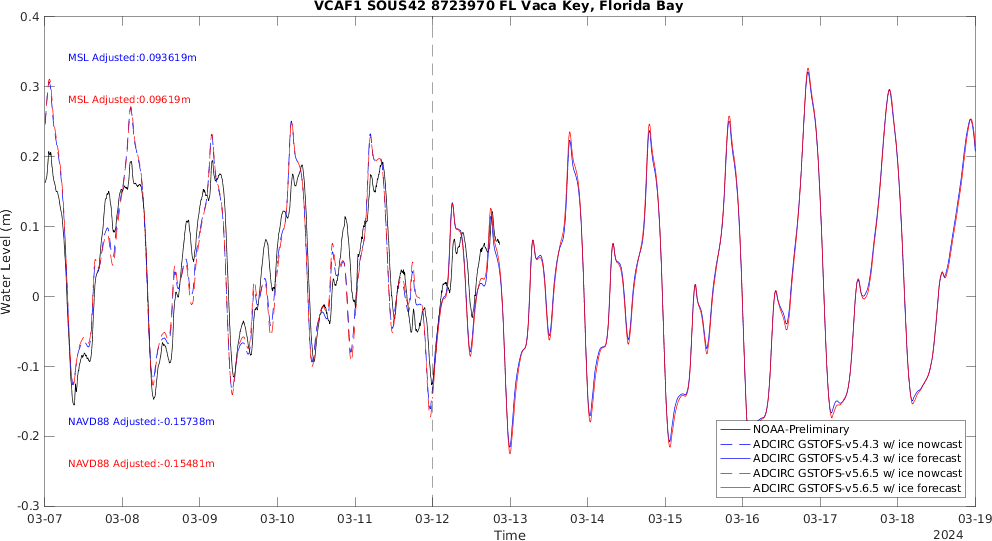 VCAF1 SOUS42 8723970 FL Vaca Key, Florida Bay
0.4
0.3
0.2
0.1
0
-0.1
-0.2
-0.3
Water Level (m)
MSL Adjusted:0.093619m
MSL Adjusted:0.09619m
NAVD88 Adjusted:-0.15738m
NAVD88 Adjusted:-0.15481m
NOAA-Preliminary
ADCIRC GSTOFS-v5.4.3 w/ ice nowcast
ADCIRC GSTOFS-v5.4.3 w/ ice forecast
ADCIRC GSTOFS-v5.6.5 w/ ice nowcast
ADCIRC GSTOFS-v5.6.5 w/ ice forecast
03-07 03-08 03-09 03-10 03-11 03-12 03-13 03-14 03-15 03-16 03-17 03-18 03-19
Time
2024